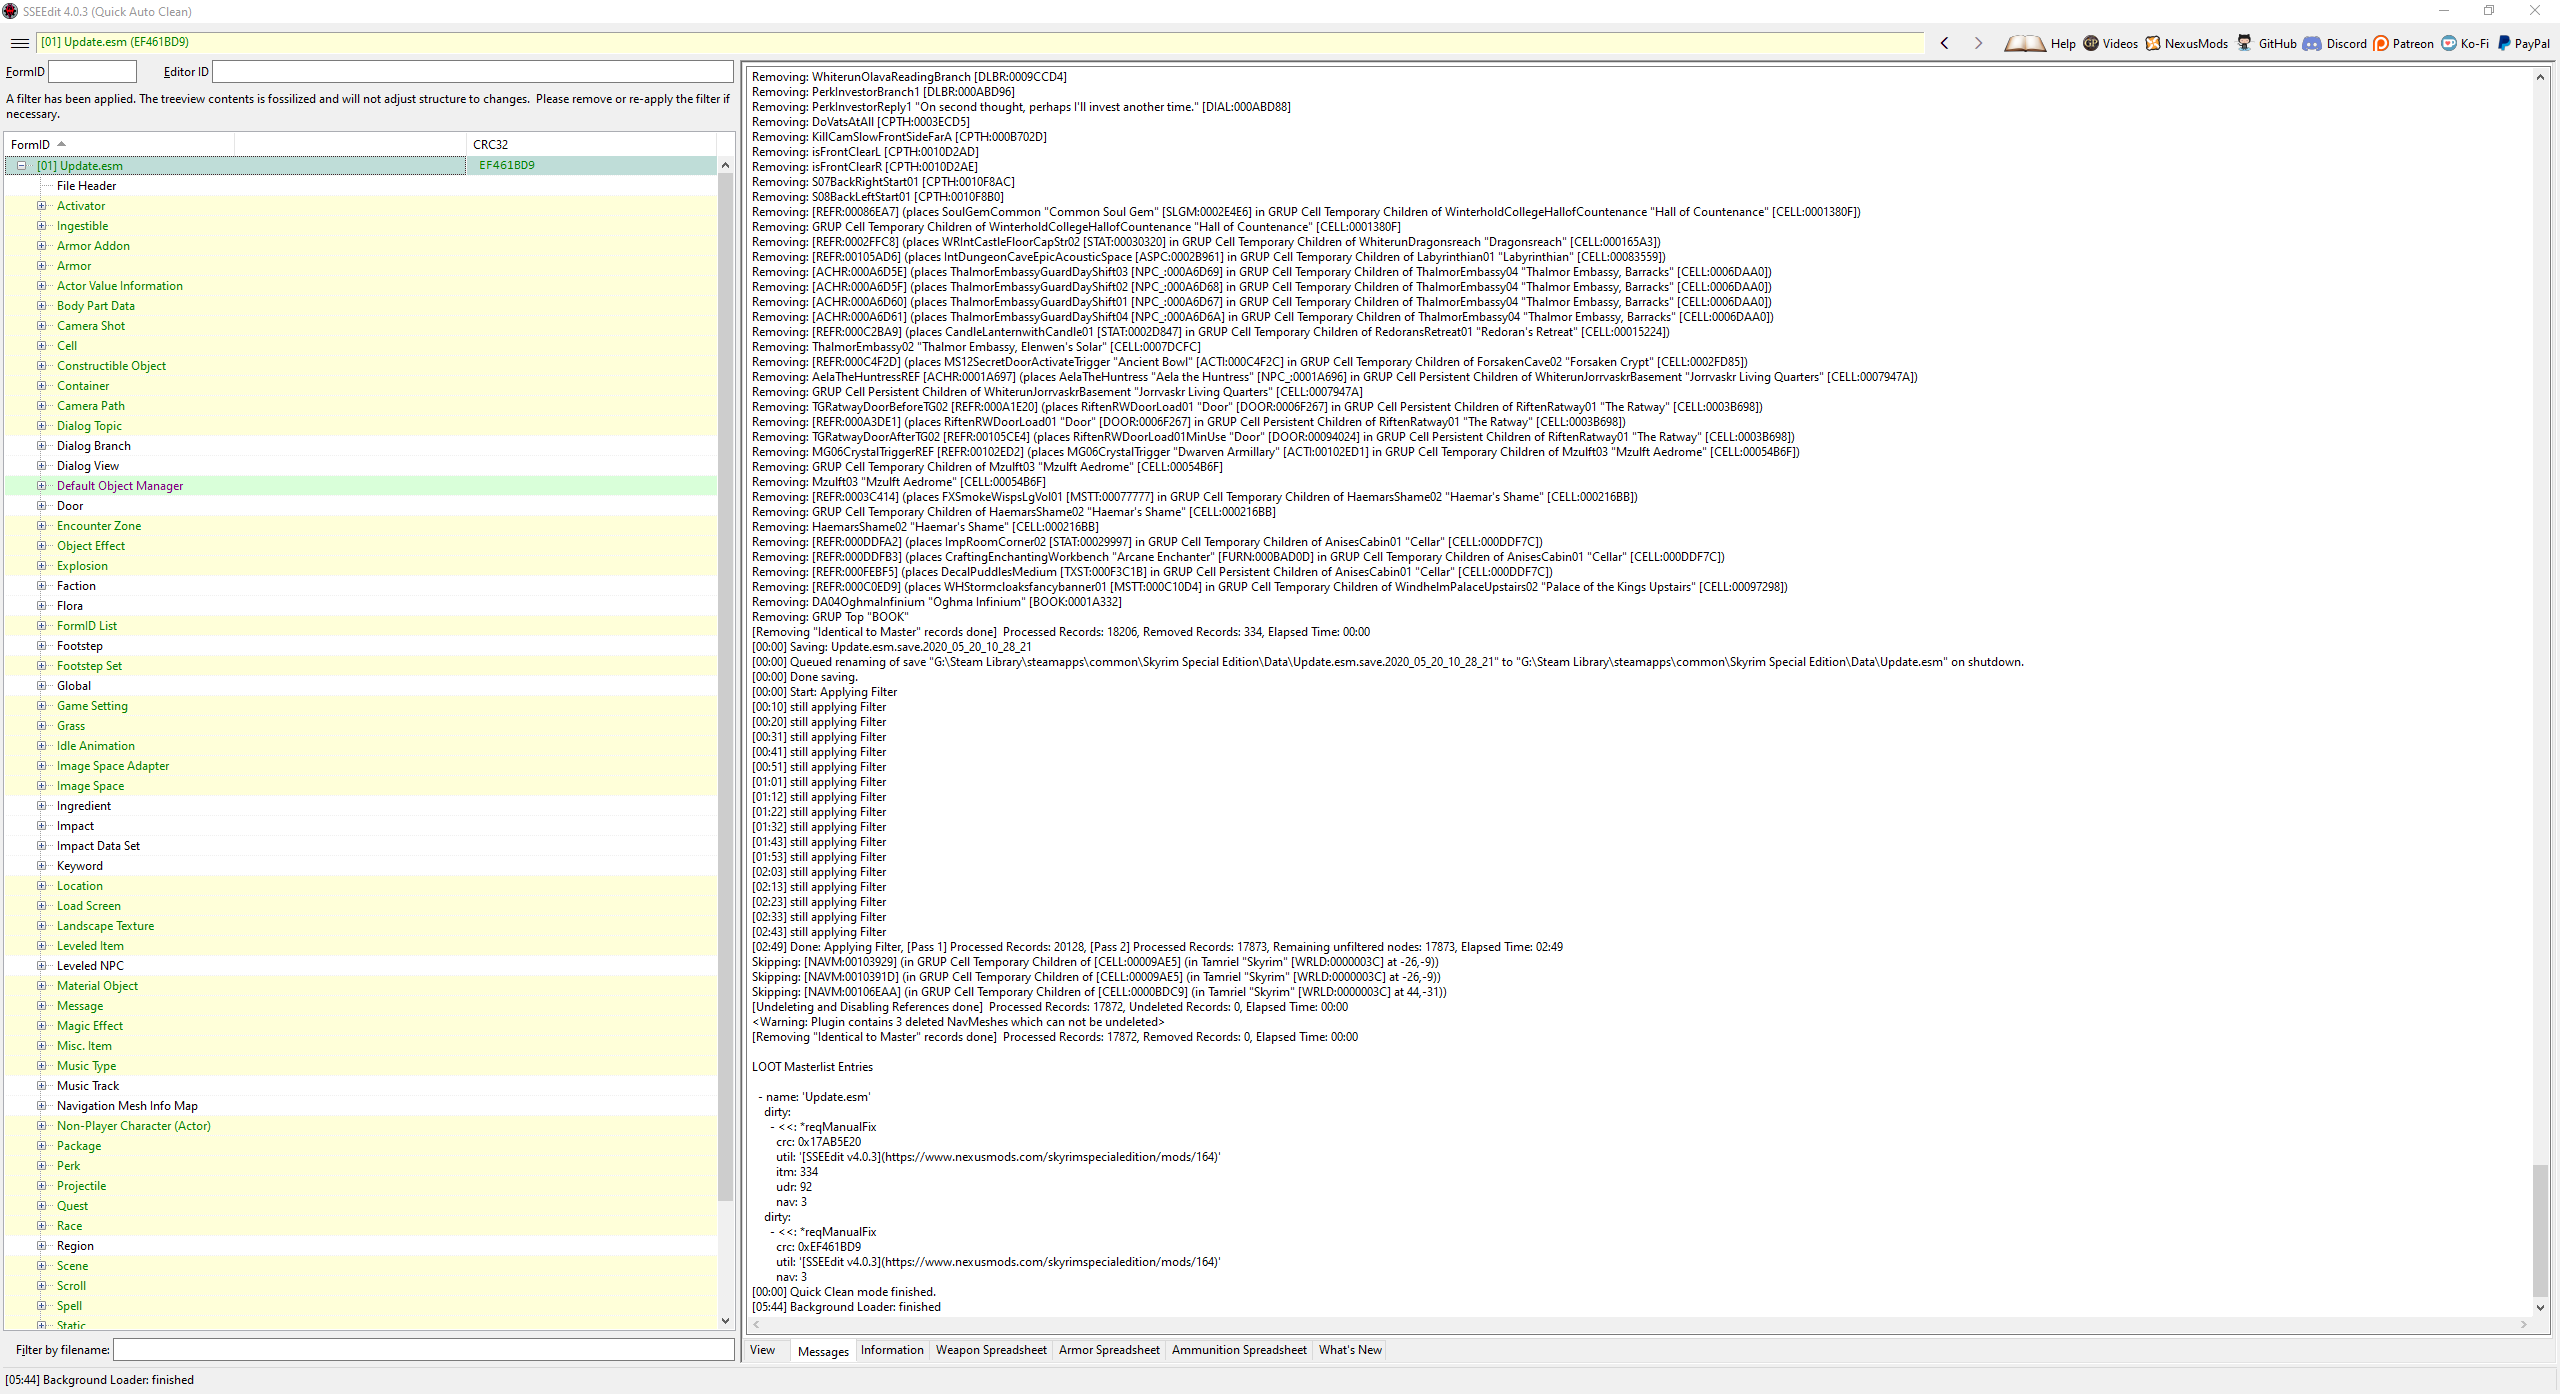 SSEEdit 4.0.3 (Quick Auto Clean)
[01] Update.esm (EF461BD9)
Help Videos NexusMods GitHub Discord Patreon Ko-Fi PayPal
FormID
Editor ID
A filter has been applied. The treeview contents is fossilized and will not adjust structure to changes.  Please remove or re-apply the filter if
necessary.
FormID CRC32
[01] Update.esm EF461BD9
File Header
Activator
Ingestible
Armor Addon
Armor
Actor Value Information
Body Part Data
Camera Shot
Cell
Constructible Object
Container
Camera Path
Dialog Topic
Dialog Branch
Dialog View
Default Object Manager
Door
Encounter Zone
Object Effect
Explosion
Faction
Flora
FormID List
Footstep
Footstep Set
Global
Game Setting
Grass
Idle Animation
Image Space Adapter
Image Space
Ingredient
Impact
Impact Data Set
Keyword
Location
Load Screen
Landscape Texture
Leveled Item
Leveled NPC
Material Object
Message
Magic Effect
Misc. Item
Music Type
Music Track
Navigation Mesh Info Map
Non-Player Character (Actor)
Package
Perk
Projectile
Quest
Race
Region
Scene
Scroll
Spell
Static
Filter by filename:
Removing: WhiterunOlavaReadingBranch [DLBR:0009CCD4]
Removing: PerkInvestorBranch1 [DLBR:000ABD96]
Removing: PerkInvestorReply1 "On second thought, perhaps I'll invest another time." [DIAL:000ABD88]
Removing: DoVatsAtAll [CPTH:0003ECD5]
Removing: KillCamSlowFrontSideFarA [CPTH:000B702D]
Removing: isFrontClearL [CPTH:0010D2AD]
Removing: isFrontClearR [CPTH:0010D2AE]
Removing: S07BackRightStart01 [CPTH:0010F8AC]
Removing: S08BackLeftStart01 [CPTH:0010F8B0]
Removing: [REFR:00086EA7] (places SoulGemCommon "Common Soul Gem" [SLGM:0002E4E6] in GRUP Cell Temporary Children of WinterholdCollegeHallofCountenance "Hall of Countenance" [CELL:0001380F])
Removing: GRUP Cell Temporary Children of WinterholdCollegeHallofCountenance "Hall of Countenance" [CELL:0001380F]
Removing: [REFR:0002FFC8] (places WRIntCastleFloorCapStr02 [STAT:00030320] in GRUP Cell Temporary Children of WhiterunDragonsreach "Dragonsreach" [CELL:000165A3])
Removing: [REFR:00105AD6] (places IntDungeonCaveEpicAcousticSpace [ASPC:0002B961] in GRUP Cell Temporary Children of Labyrinthian01 "Labyrinthian" [CELL:00083559])
Removing: [ACHR:000A6D5E] (places ThalmorEmbassyGuardDayShift03 [NPC_:000A6D69] in GRUP Cell Temporary Children of ThalmorEmbassy04 "Thalmor Embassy, Barracks" [CELL:0006DAA0])
Removing: [ACHR:000A6D5F] (places ThalmorEmbassyGuardDayShift02 [NPC_:000A6D68] in GRUP Cell Temporary Children of ThalmorEmbassy04 "Thalmor Embassy, Barracks" [CELL:0006DAA0])
Removing: [ACHR:000A6D60] (places ThalmorEmbassyGuardDayShift01 [NPC_:000A6D67] in GRUP Cell Temporary Children of ThalmorEmbassy04 "Thalmor Embassy, Barracks" [CELL:0006DAA0])
Removing: [ACHR:000A6D61] (places ThalmorEmbassyGuardDayShift04 [NPC_:000A6D6A] in GRUP Cell Temporary Children of ThalmorEmbassy04 "Thalmor Embassy, Barracks" [CELL:0006DAA0])
Removing: [REFR:000C2BA9] (places CandleLanternwithCandle01 [STAT:0002D847] in GRUP Cell Temporary Children of RedoransRetreat01 "Redoran's Retreat" [CELL:00015224])
Removing: ThalmorEmbassy02 "Thalmor Embassy, Elenwen's Solar" [CELL:0007DCFC]
Removing: [REFR:000C4F2D] (places MS12SecretDoorActivateTrigger "Ancient Bowl" [ACTI:000C4F2C] in GRUP Cell Temporary Children of ForsakenCave02 "Forsaken Crypt" [CELL:0002FD85])
Removing: AelaTheHuntressREF [ACHR:0001A697] (places AelaTheHuntress "Aela the Huntress" [NPC_:0001A696] in GRUP Cell Persistent Children of WhiterunJorrvaskrBasement "Jorrvaskr Living Quarters" [CELL:0007947A])
Removing: GRUP Cell Persistent Children of WhiterunJorrvaskrBasement "Jorrvaskr Living Quarters" [CELL:0007947A]
Removing: TGRatwayDoorBeforeTG02 [REFR:000A1E20] (places RiftenRWDoorLoad01 "Door" [DOOR:0006F267] in GRUP Cell Persistent Children of RiftenRatway01 "The Ratway" [CELL:0003B698])
Removing: [REFR:000A3DE1] (places RiftenRWDoorLoad01 "Door" [DOOR:0006F267] in GRUP Cell Persistent Children of RiftenRatway01 "The Ratway" [CELL:0003B698])
Removing: TGRatwayDoorAfterTG02 [REFR:00105CE4] (places RiftenRWDoorLoad01MinUse "Door" [DOOR:00094024] in GRUP Cell Persistent Children of RiftenRatway01 "The Ratway" [CELL:0003B698])
Removing: MG06CrystalTriggerREF [REFR:00102ED2] (places MG06CrystalTrigger "Dwarven Armillary" [ACTI:00102ED1] in GRUP Cell Temporary Children of Mzulft03 "Mzulft Aedrome" [CELL:00054B6F])
Removing: GRUP Cell Temporary Children of Mzulft03 "Mzulft Aedrome" [CELL:00054B6F]
Removing: Mzulft03 "Mzulft Aedrome" [CELL:00054B6F]
Removing: [REFR:0003C414] (places FXSmokeWispsLgVol01 [MSTT:00077777] in GRUP Cell Temporary Children of HaemarsShame02 "Haemar's Shame" [CELL:000216BB])
Removing: GRUP Cell Temporary Children of HaemarsShame02 "Haemar's Shame" [CELL:000216BB]
Removing: HaemarsShame02 "Haemar's Shame" [CELL:000216BB]
Removing: [REFR:000DDFA2] (places ImpRoomCorner02 [STAT:00029997] in GRUP Cell Temporary Children of AnisesCabin01 "Cellar" [CELL:000DDF7C])
Removing: [REFR:000DDFB3] (places CraftingEnchantingWorkbench "Arcane Enchanter" [FURN:000BAD0D] in GRUP Cell Temporary Children of AnisesCabin01 "Cellar" [CELL:000DDF7C])
Removing: [REFR:000FEBF5] (places DecalPuddlesMedium [TXST:000F3C1B] in GRUP Cell Persistent Children of AnisesCabin01 "Cellar" [CELL:000DDF7C])
Removing: [REFR:000C0ED9] (places WHStormcloaksfancybanner01 [MSTT:000C10D4] in GRUP Cell Temporary Children of WindhelmPalaceUpstairs02 "Palace of the Kings Upstairs" [CELL:00097298])
Removing: DA04OghmaInfinium "Oghma Infinium" [BOOK:0001A332]
Removing: GRUP Top "BOOK"
[Removing "Identical to Master" records done]  Processed Records: 18206, Removed Records: 334, Elapsed Time: 00:00
[00:00] Saving: Update.esm.save.2020_05_20_10_28_21
[00:00] Queued renaming of save "G:\Steam Library\steamapps\common\Skyrim Special Edition\Data\Update.esm.save.2020_05_20_10_28_21" to "G:\Steam Library\steamapps\common\Skyrim Special Edition\Data\Update.esm" on shutdown.
[00:00] Done saving.
[00:00] Start: Applying Filter
[00:10] still applying Filter
[00:20] still applying Filter
[00:31] still applying Filter
[00:41] still applying Filter
[00:51] still applying Filter
[01:01] still applying Filter
[01:12] still applying Filter
[01:22] still applying Filter
[01:32] still applying Filter
[01:43] still applying Filter
[01:53] still applying Filter
[02:03] still applying Filter
[02:13] still applying Filter
[02:23] still applying Filter
[02:33] still applying Filter
[02:43] still applying Filter
[02:49] Done: Applying Filter, [Pass 1] Processed Records: 20128, [Pass 2] Processed Records: 17873, Remaining unfiltered nodes: 17873, Elapsed Time: 02:49
Skipping: [NAVM:00103929] (in GRUP Cell Temporary Children of [CELL:00009AE5] (in Tamriel "Skyrim" [WRLD:0000003C] at -26,-9))
Skipping: [NAVM:0010391D] (in GRUP Cell Temporary Children of [CELL:00009AE5] (in Tamriel "Skyrim" [WRLD:0000003C] at -26,-9))
Skipping: [NAVM:00106EAA] (in GRUP Cell Temporary Children of [CELL:0000BDC9] (in Tamriel "Skyrim" [WRLD:0000003C] at 44,-31))
[Undeleting and Disabling References done]  Processed Records: 17872, Undeleted Records: 0, Elapsed Time: 00:00
<Warning: Plugin contains 3 deleted NavMeshes which can not be undeleted>
[Removing "Identical to Master" records done]  Processed Records: 17872, Removed Records: 0, Elapsed Time: 00:00
LOOT Masterlist Entries
- name: 'Update.esm'
dirty:
- <<: *reqManualFix
crc: 0x17AB5E20
util: '[SSEEdit v4.0.3](https://www.nexusmods.com/skyrimspecialedition/mods/164)'
itm: 334
udr: 92
nav: 3
dirty:
- <<: *reqManualFix
crc: 0xEF461BD9
util: '[SSEEdit v4.0.3](https://www.nexusmods.com/skyrimspecialedition/mods/164)'
nav: 3
[00:00] Quick Clean mode finished.
[05:44] Background Loader: finished
View Messages Information Weapon Spreadsheet Armor Spreadsheet Ammunition Spreadsheet What's New
[05:44] Background Loader: finished